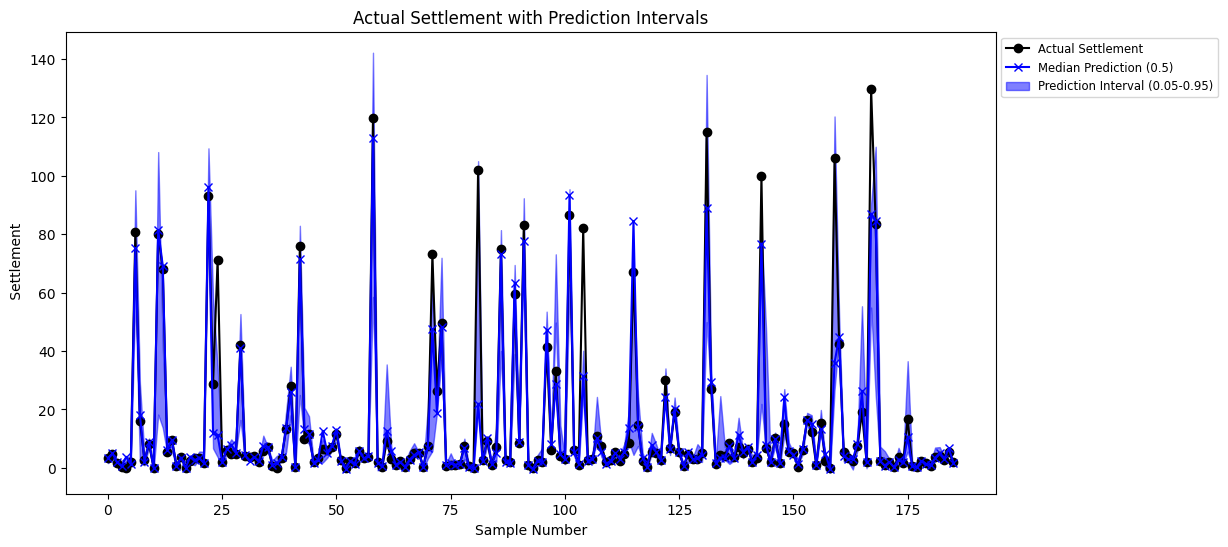 Actual Settlement with Prediction Intervals
Actual Settlement
Median Prediction (0.5)
Prediction Interval (0.05-0.95)
Settlement
140
120
100
80
60
40
20
0
0 25 50 75 100 125 150 175
Sample Number